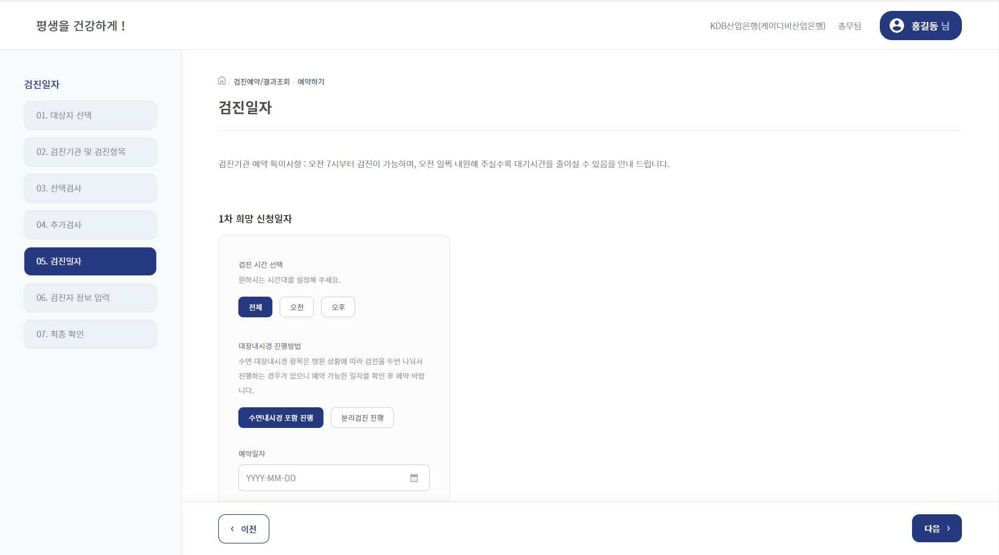 평생을 건강하게 !
KDB산업은행(케이디비산업은행) 총무팀 홍길동 님
검진일자
01. 대상자 선택
02. 검진기관 및 검진항목
03. 선택검사
04. 추가검사
05. 검진일자
06. 검진자 정보 입력
07. 최종 확인
/ 검진예약/결과조회 / 예약하기
검진일자
검진기관 예약 특이사항 : 오전 7시부터 검진이 가능하며, 오전 일찍 내원해 주실수록 대기시간을 줄이실 수 있음을 안내 드립니다.
1차 희망 신청일자
검진 시간 선택
원하시는 시간대를 설정해 주세요.
전체 오전 오후
대장내시경 진행방법
수면 대장내시경 항목은 병원 상황에 따라 검진을 두번 나눠서
진행하는 경우가 있으니 예약 가능한 일자를 확인 후 예약 바랍
니다.
수면내시경 포함 진행 분리검진 진행
예약일자
YYYY-MM-DD
이전 다음